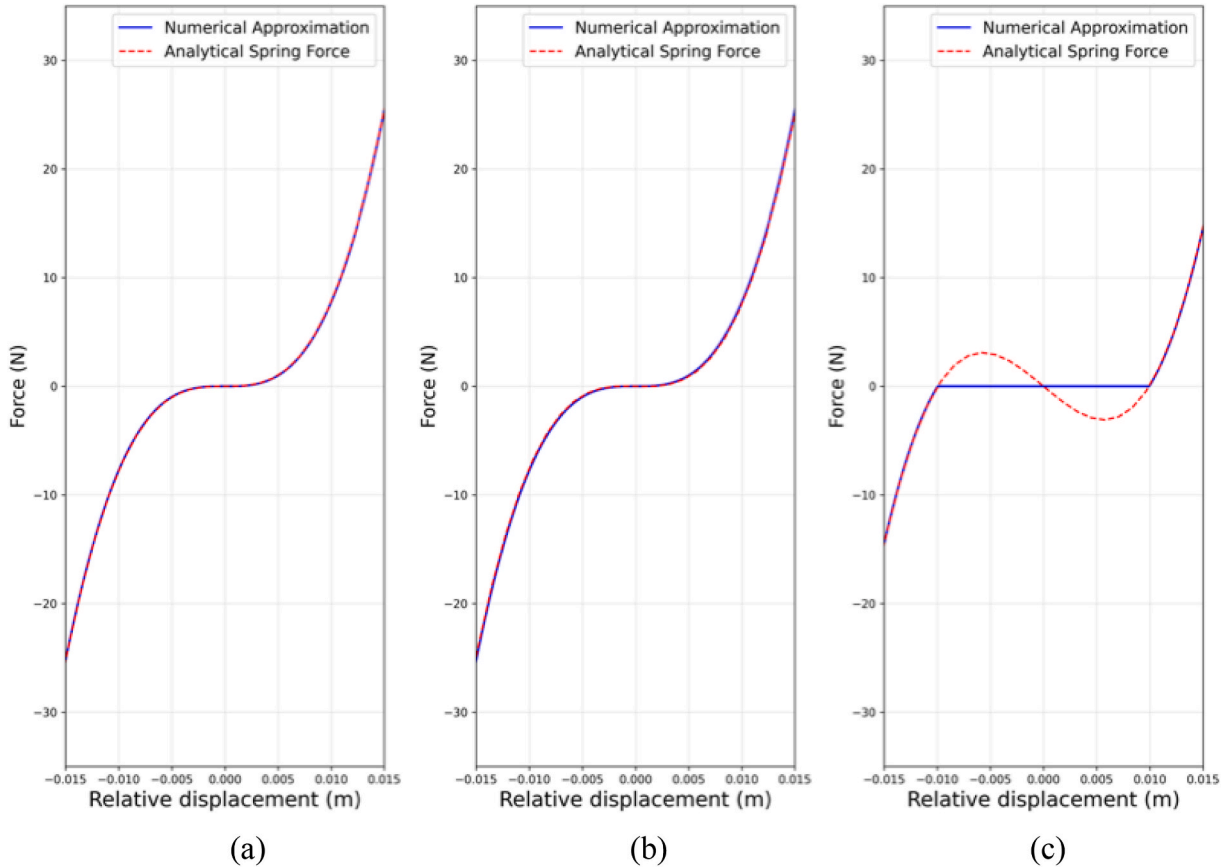 Numerical Approximation
Analytical Spring Force
30
20
10
0
−10
−20
−30
Force (N)
−0.015 −0.010 −0.005 0.000 0.005 0.010 0.015
Relative displacement (m)
(a)
Numerical Approximation
Analytical Spring Force
30
20
10
0
−10
−20
−30
Force (N)
−0.015 −0.010 −0.005 0.000 0.005 0.010 0.015
Relative displacement (m)
(b)
Numerical Approximation
Analytical Spring Force
30
20
10
0
−10
−20
−30
Force (N)
−0.015 −0.010 −0.005 0.000 0.005 0.010 0.015
Relative displacement (m)
(c)